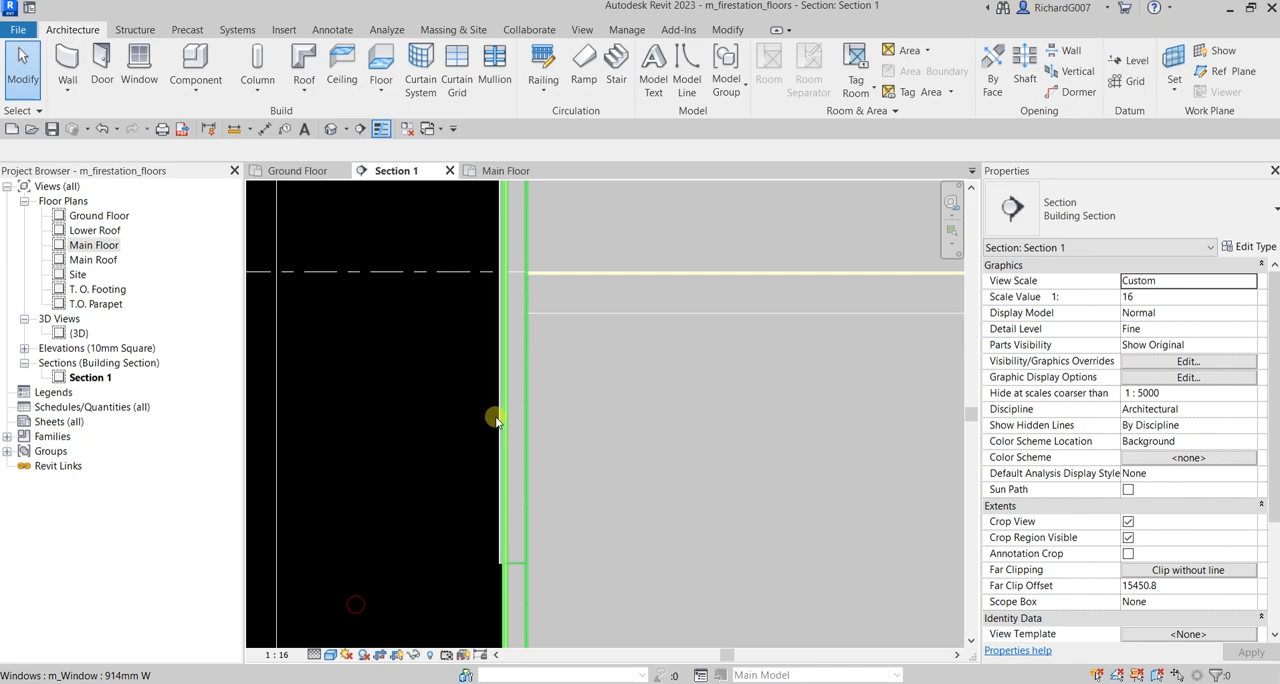 Autodesk Revit 2023 - m_firestation_floors - Section: Section 1
RichardG007
File Architecture Structure Precast Systems Insert Annotate Analyze Massing & Site Collaborate View Manage Add-Ins Modify
Modify Wall Door Window Component Column Roof Ceiling Floor Curtain System Curtain Grid Mullion Railing Ramp Stair Model Text Model Line Model Group Room Room Separator Tag Room Area Area Boundary Tag Area By Face Shaft Wall Vertical Dormer Level Grid Set Show Ref Plane Viewer
Select Build Circulation Model Room & Area Opening Datum Work Plane
Project Browser - m_firestation_floors
Ground Floor Section 1 Main Floor
Properties
Views (all)
Floor Plans
Ground Floor
Lower Roof
Main Floor
Main Roof
Site
T. O. Footing
T.O. Parapet
3D Views
{3D}
Elevations (10mm Square)
Sections (Building Section)
Section 1
Legends
Schedules/Quantities (all)
Sheets (all)
Families
Groups
Revit Links
Section
Building Section
Section: Section 1 Edit Type
Graphics
View Scale Custom
Scale Value 1: 16
Display Model Normal
Detail Level Fine
Parts Visibility Show Original
Visibility/Graphics Overrides Edit...
Graphic Display Options Edit...
Hide at scales coarser than 1 : 5000
Discipline Architectural
Show Hidden Lines By Discipline
Color Scheme Location Background
Color Scheme <none>
Default Analysis Display Style None
Sun Path
Extents
Crop View
Crop Region Visible
Annotation Crop
Far Clipping Clip without line
Far Clip Offset 15450.8
Scope Box None
Identity Data
View Template <None>
Properties help Apply
1 : 16
Windows : m_Window : 914mm W
:0 Main Model :0